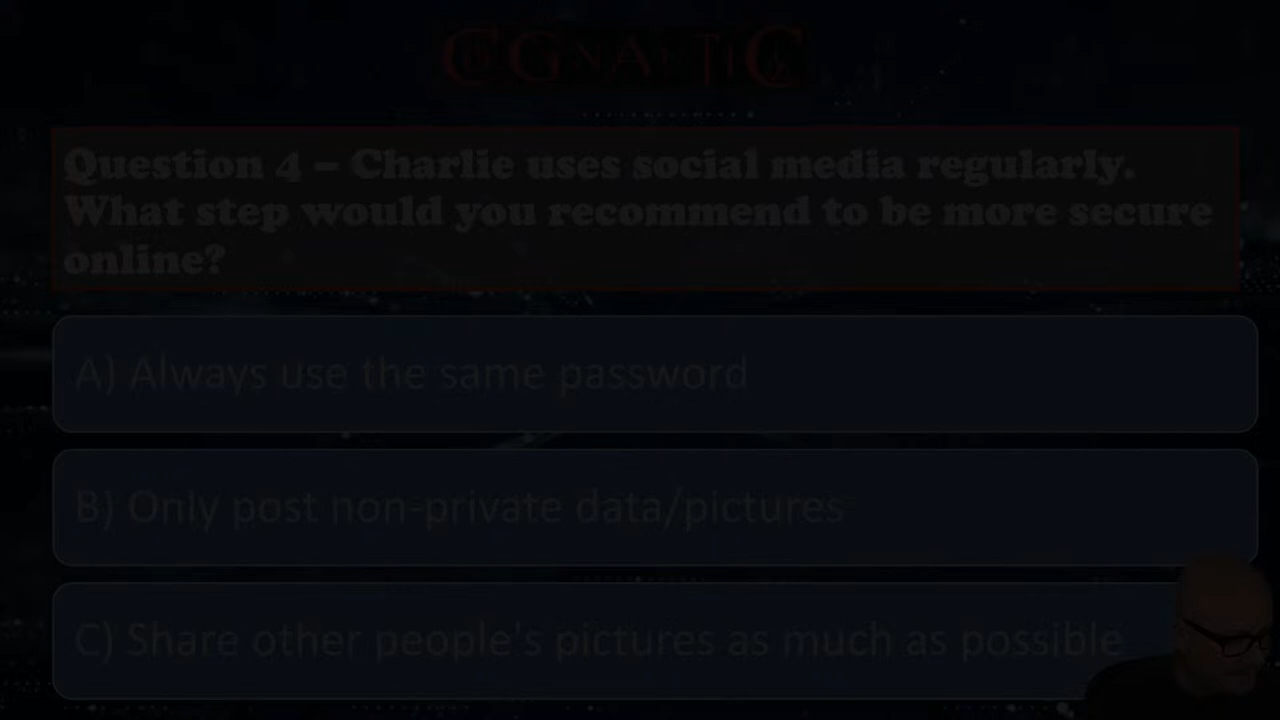 Question 4 – Charlie uses social media regularly.
What step would you recommend to be more secure
online?
A) Always use the same password
B) Only post non-private data/pictures
C) Share other people's pictures as much as possible